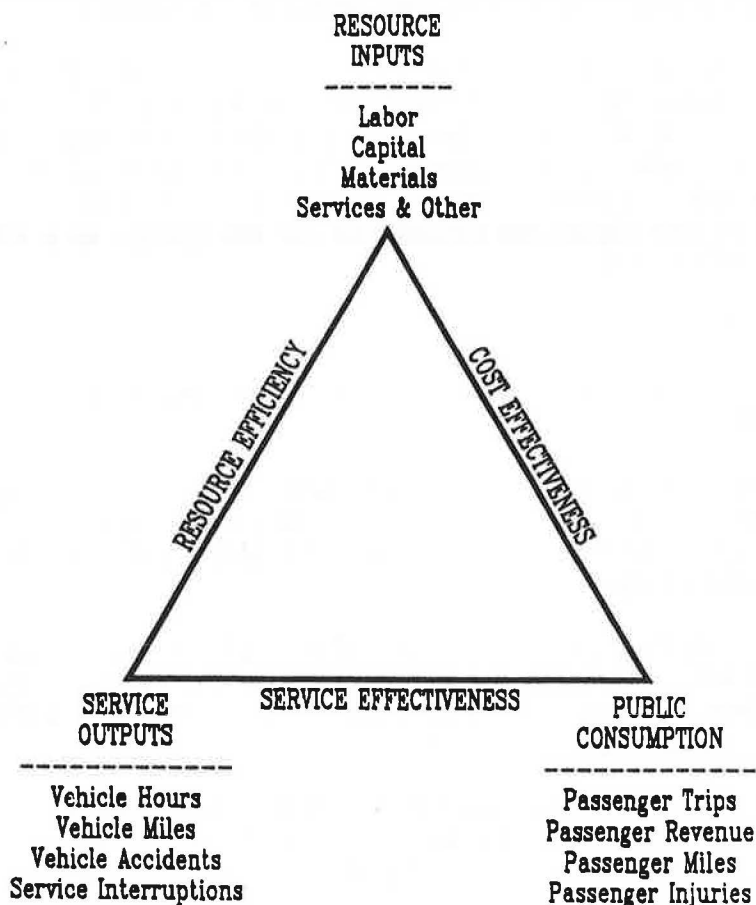 RESOURCE
INPUTS
Labor
Capital
Materials
Services & Other
RESOURCE EFFICIENCY
COST EFFECTIVENESS
SERVICE EFFECTIVENESS
SERVICE
OUTPUTS
Vehicle Hours
Vehicle Miles
Vehicle Accidents
Service Interruptions
PUBLIC
CONSUMPTION
Passenger Trips
Passenger Revenue
Passenger Miles
Passenger Injuries